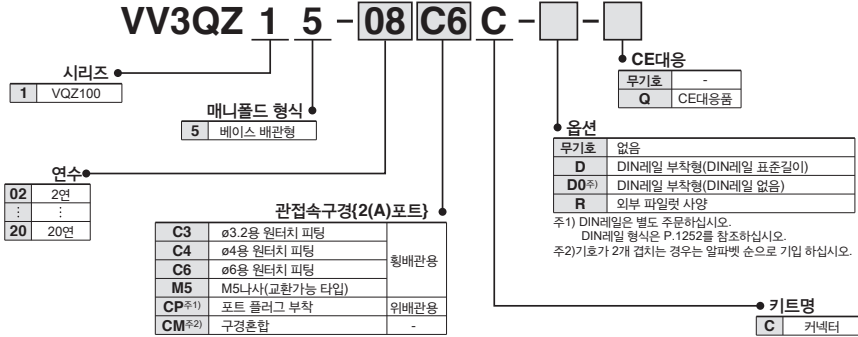 VV3QZ 1 5 - 08 C6 C - □ - □
시리즈
1 VQZ100
매니폴드 형식
5 베이스 배관형
연수
02 2연
⋮ ⋮
20 20연
관접속구경{2(A)포트}
C3 ø3.2용 원터치 피팅
C4 ø4용 원터치 피팅
C6 ø6용 원터치 피팅
M5 M5나사(교환가능 타입)
횡배관용
CP주1) 포트 플러그 부착 위배관용
CM주2) 구경혼합 -
CE대응
무기호 -
Q CE대응품
옵션
무기호 없음
D DIN레일 부착형(DIN레일 표준길이)
D0주) DIN레일 부착형(DIN레일 없음)
R 외부 파일럿 사양
주1) DIN레일은 별도 주문하십시오.
DIN레일 형식은 P.1252를 참조하십시오.
주2)기호가 2개 겹치는 경우는 알파벳 순으로 기입 하십시오.
키트명
C 커넥터